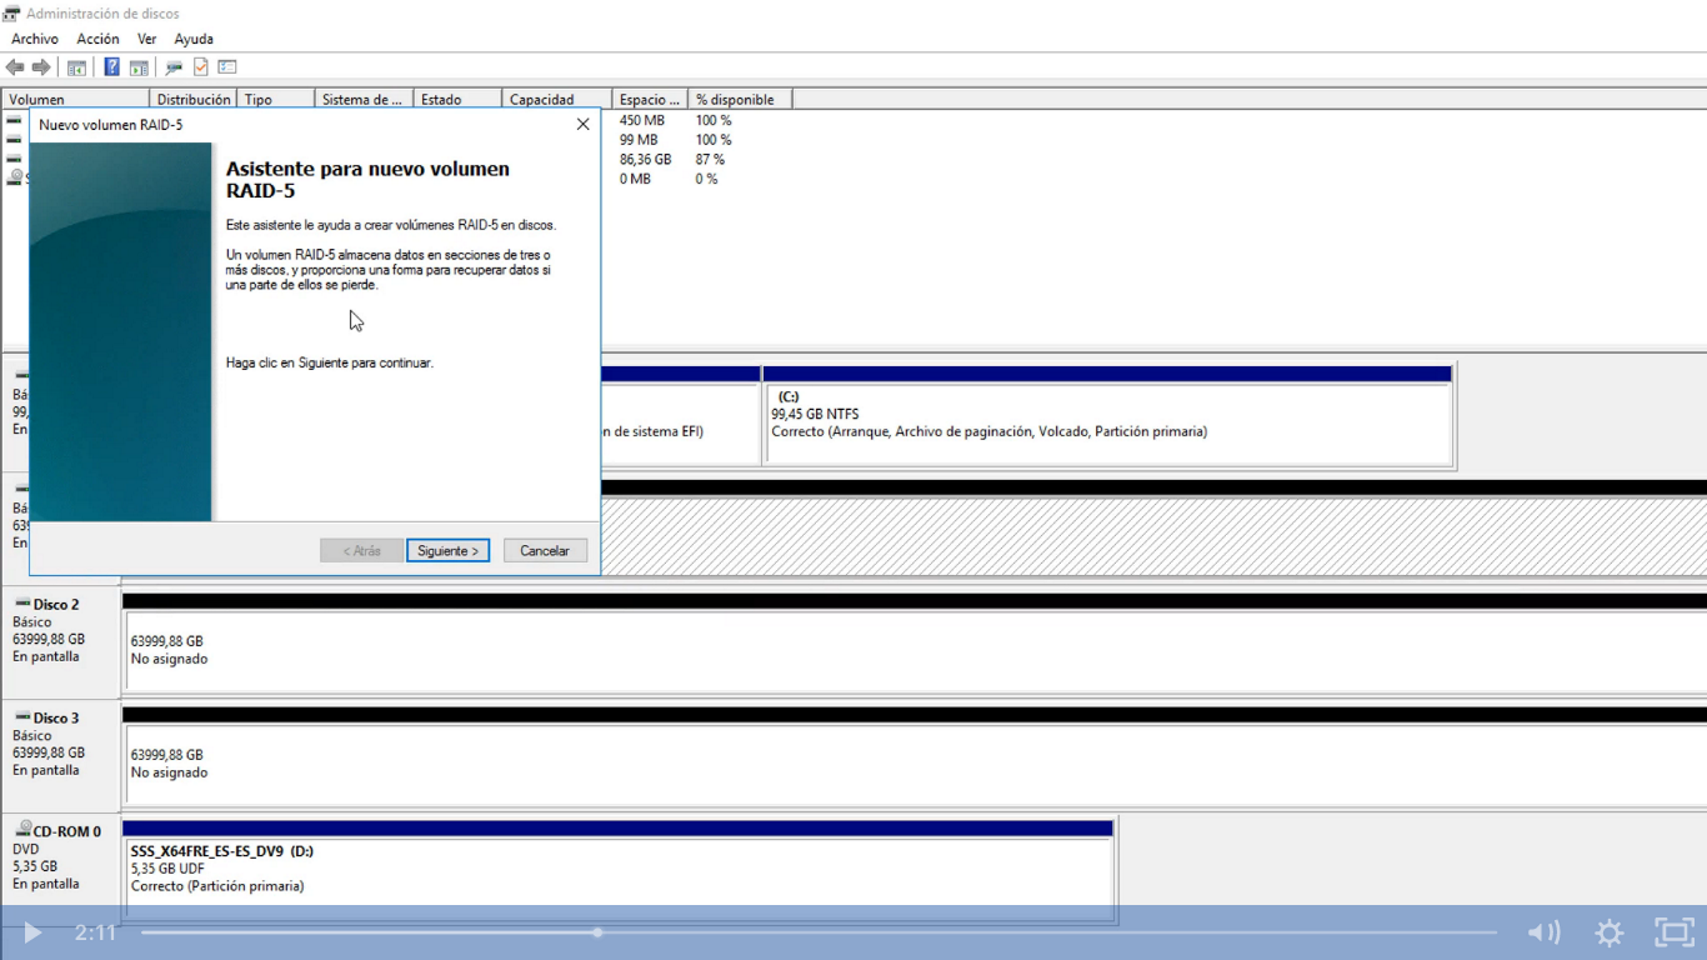 Administración de discos
Archivo Acción Ver Ayuda
Volumen Distribución Tipo Sistema de ... Estado Capacidad Espacio ... % disponible
450 MB 100 %
99 MB 100 %
86,36 GB 87 %
0 MB 0 %
Nuevo volumen RAID-5
Asistente para nuevo volumen
RAID-5
Este asistente le ayuda a crear volúmenes RAID-5 en discos.
Un volumen RAID-5 almacena datos en secciones de tres o
más discos, y proporciona una forma para recuperar datos si
una parte de ellos se pierde.
Haga clic en Siguiente para continuar.
< Atrás Siguiente > Cancelar
Bá
99,
En
n de sistema EFI)
(C:)
99,45 GB NTFS
Correcto (Arranque, Archivo de paginación, Volcado, Partición primaria)
Bá
639
En
Disco 2
Básico
63999,88 GB
En pantalla
63999,88 GB
No asignado
Disco 3
Básico
63999,88 GB
En pantalla
63999,88 GB
No asignado
CD-ROM 0
DVD
5,35 GB
En pantalla
SSS_X64FRE_ES-ES_DV9 (D:)
5,35 GB UDF
Correcto (Partición primaria)
2:11